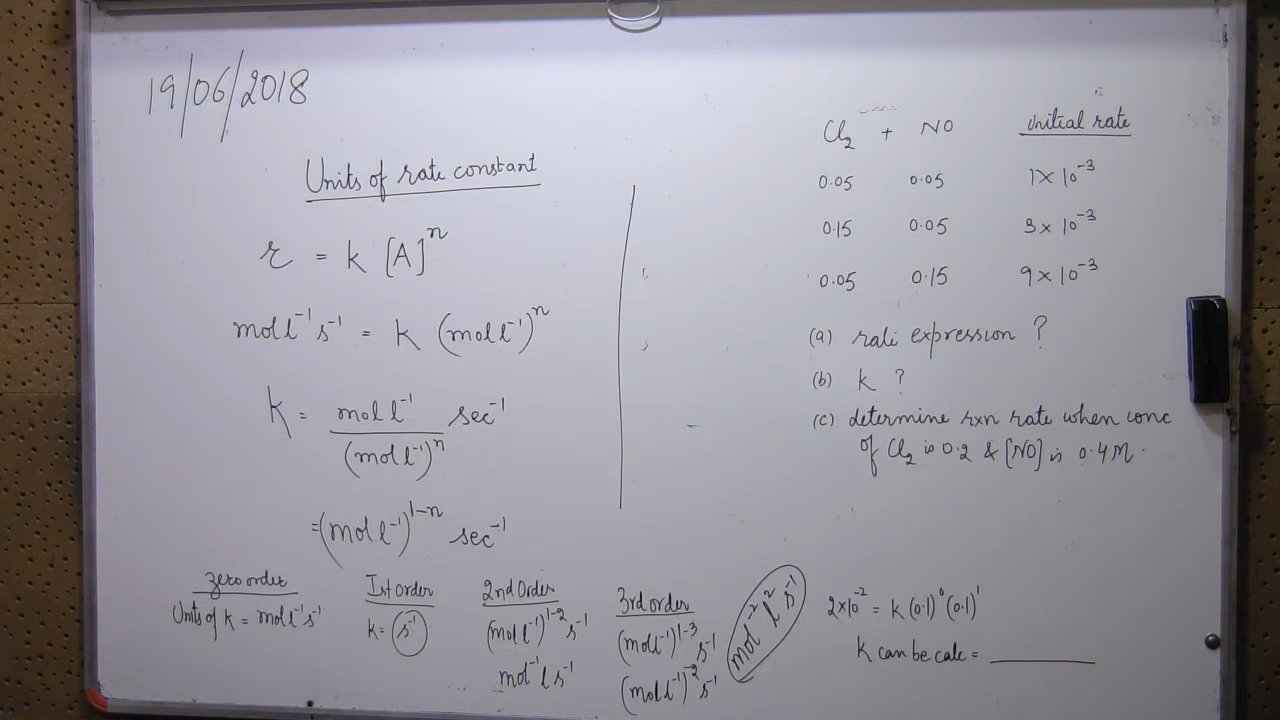 19/06/2018
Units of rate constant
r = k [A]ⁿ
mol l⁻¹ s⁻¹ = k (mol l⁻¹)ⁿ
k = mol l⁻¹ / (mol l⁻¹)ⁿ sec⁻¹
= (mol l⁻¹)¹⁻ⁿ sec⁻¹
zero order
Units of k = mol l⁻¹ s⁻¹
Ist order
k = s⁻¹
2nd Order
(mol l⁻¹)¹⁻² s⁻¹
mol⁻¹ l s⁻¹
3rd order
(mol l⁻¹)¹⁻³ s⁻¹
(mol l⁻¹)⁻² s⁻¹
mol⁻² l² s⁻¹
Cl₂ + NO initial rate
0.05 0.05 1 × 10⁻³
0.15 0.05 3 × 10⁻³
0.05 0.15 9 × 10⁻³
(a) rate expression ?
(b) k ?
(c) determine rxn rate when conc
of Cl₂ is 0.2 & [NO] is 0.4 M.
2×10⁻² = k (0.1)⁰ (0.1)¹
k can be calc = ______